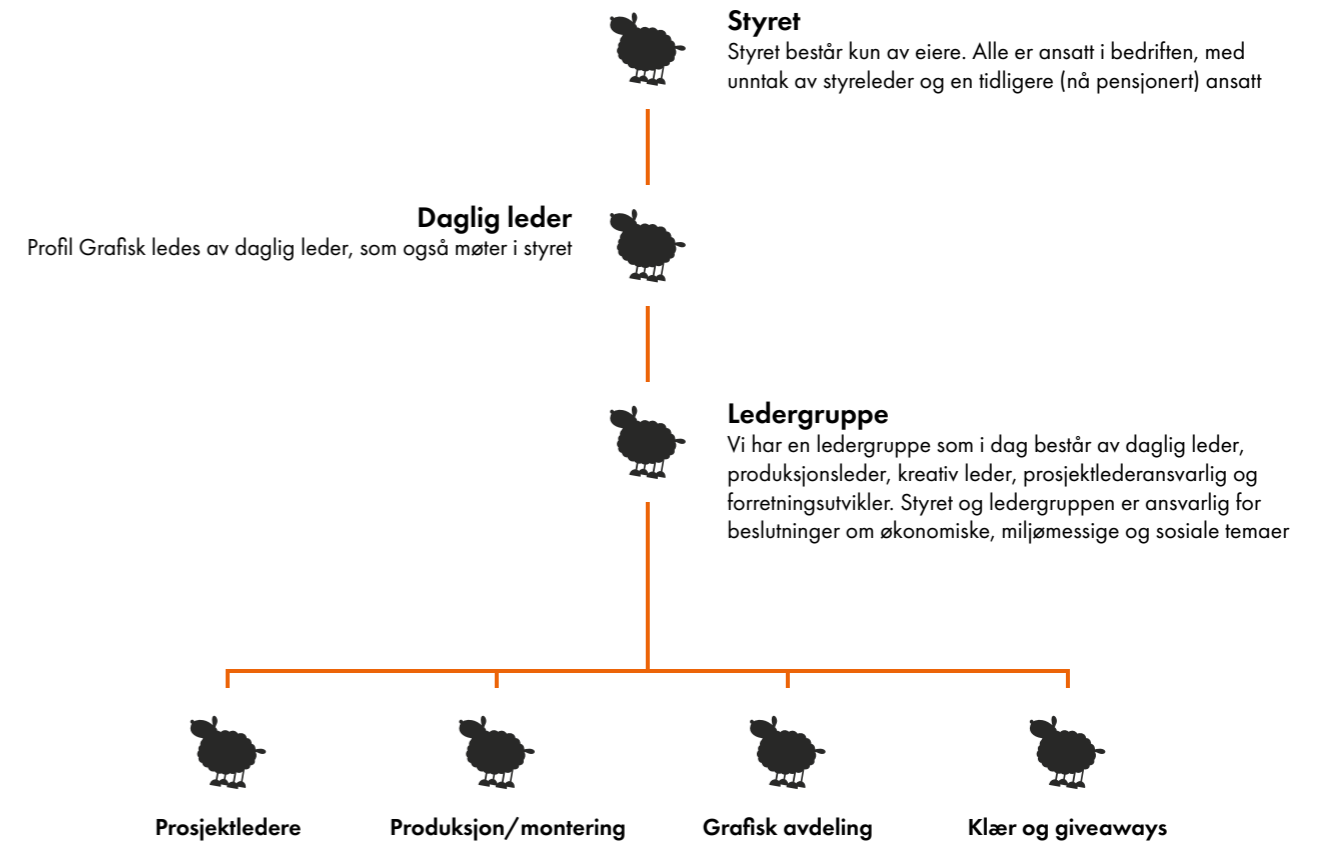 Styret
Styret består kun av eiere. Alle er ansatt i bedriften, med
unntak av styreleder og en tidligere (nå pensjonert) ansatt
Daglig leder
Profil Grafisk ledes av daglig leder, som også møter i styret
Ledergruppe
Vi har en ledergruppe som i dag består av daglig leder,
produksjonsleder, kreativ leder, prosjektlederansvarlig og
forretningsutvikler. Styret og ledergruppen er ansvarlig for
beslutninger om økonomiske, miljømessige og sosiale temaer
Prosjektledere
Produksjon/montering
Grafisk avdeling
Klær og giveaways